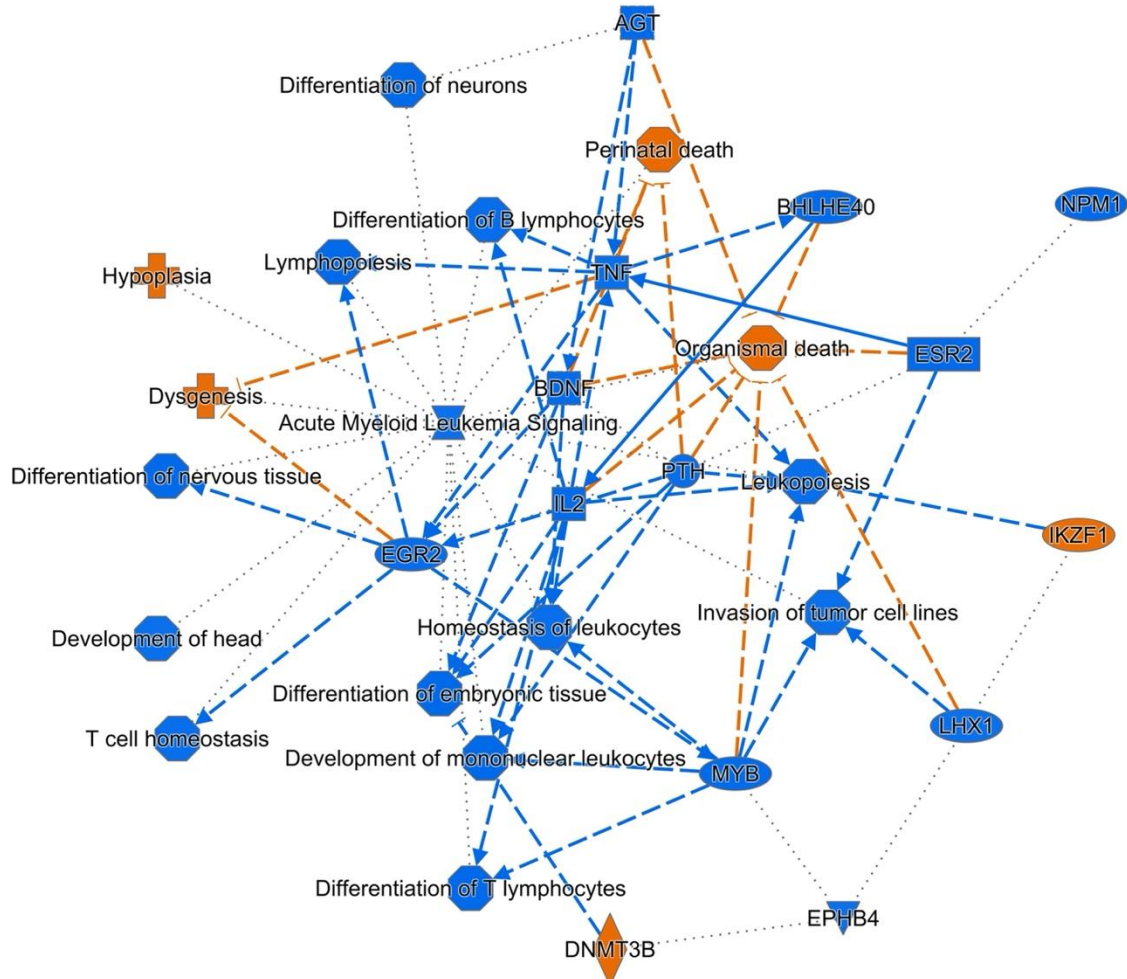 AGT
Differentiation of neurons
Perinatal death
BHLHE40
NPM1
Differentiation of B lymphocytes
Lymphopoiesis
TNF
Hypoplasia
Organismal death
ESR2
BDNF
Dysgenesis
Acute Myeloid Leukemia Signaling
Differentiation of nervous tissue
PTH
Leukopoiesis
IL2
IKZF1
EGR2
Invasion of tumor cell lines
Homeostasis of leukocytes
Development of head
Differentiation of embryonic tissue
LHX1
T cell homeostasis
Development of mononuclear leukocytes
MYB
Differentiation of T lymphocytes
EPHB4
DNMT3B